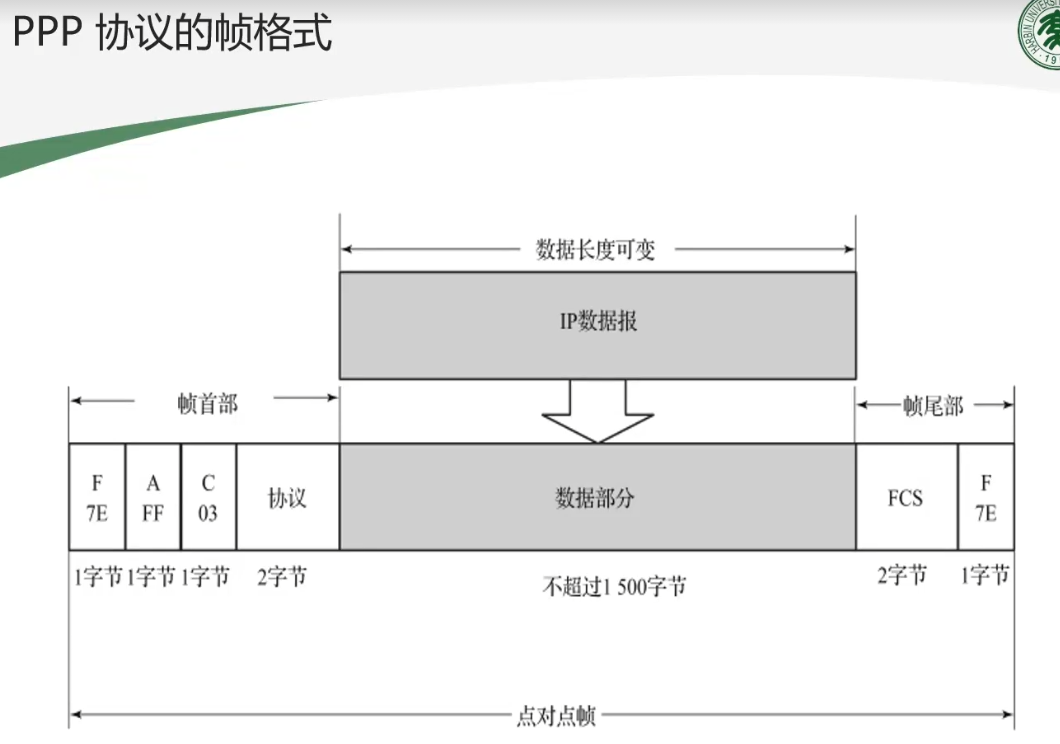 PPP 协议的帧格式
HARBIN UNIVERS
19
数据长度可变
IP数据报
帧首部
帧尾部
F
7E
A
FF
C
03
协议
数据部分
FCS
F
7E
1字节
1字节
1字节
2字节
不超过1 500字节
2字节
1字节
点对点帧